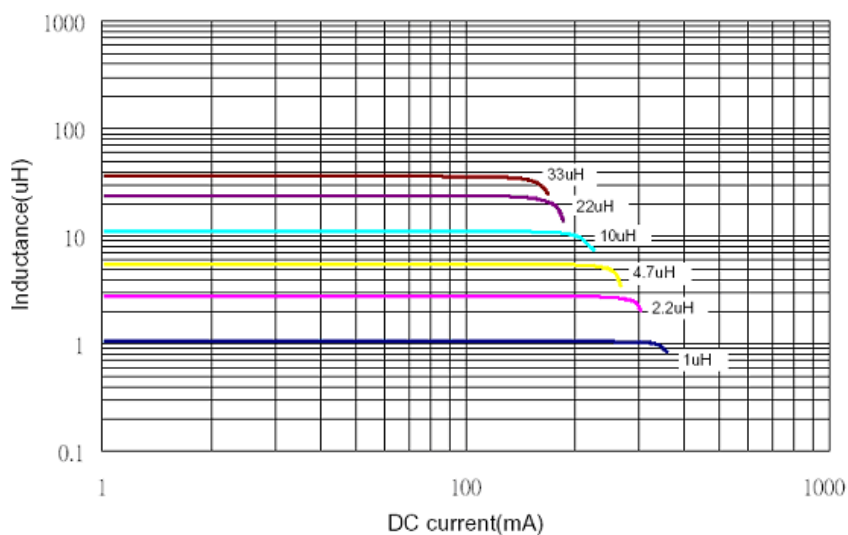 1000
100
10
1
0.1
Inductance(uH)
33uH
22uH
10uH
4.7uH
2.2uH
1uH
1
100
1000
DC current(mA)